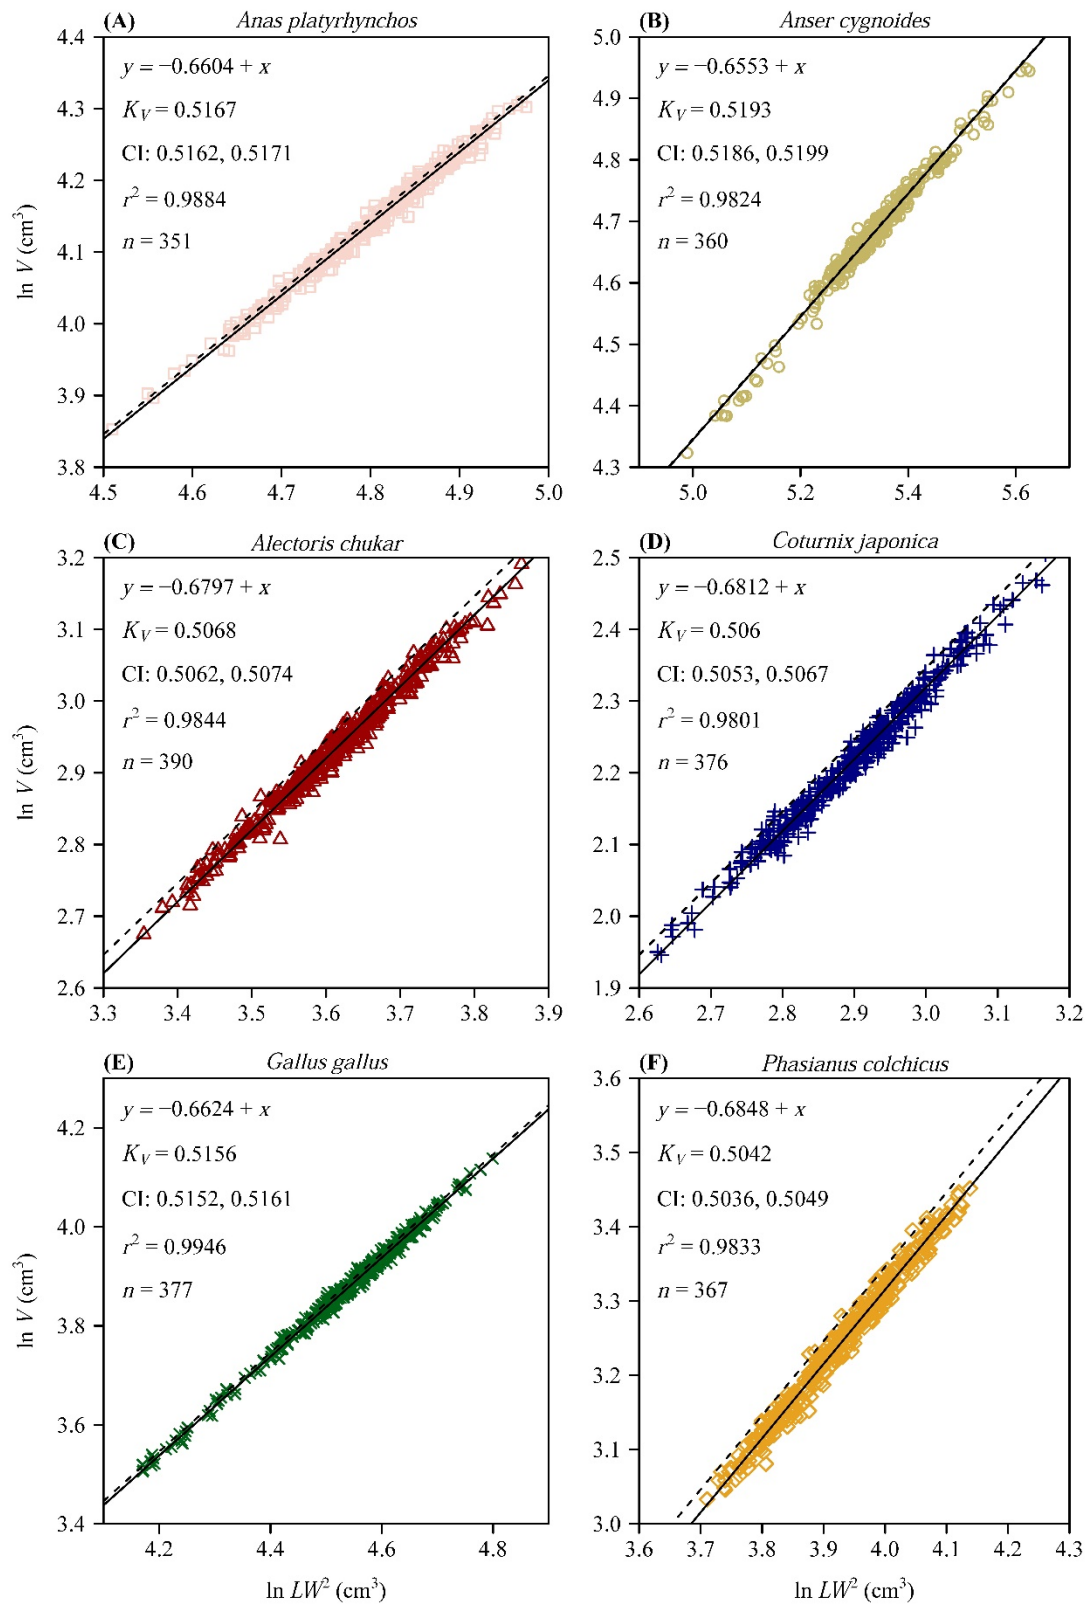 (A) Anas platyrhynchos
y = −0.6604 + x
K_V = 0.5167
CI: 0.5162, 0.5171
r² = 0.9884
n = 351
4.4
4.3
4.2
4.1
4.0
3.9
3.8
ln V (cm³)
4.5 4.6 4.7 4.8 4.9 5.0
(B) Anser cygnoides
y = −0.6553 + x
K_V = 0.5193
CI: 0.5186, 0.5199
r² = 0.9824
n = 360
5.0
4.9
4.8
4.7
4.6
4.5
4.4
4.3
5.0 5.2 5.4 5.6
(C) Alectoris chukar
y = −0.6797 + x
K_V = 0.5068
CI: 0.5062, 0.5074
r² = 0.9844
n = 390
3.2
3.1
3.0
2.9
2.8
2.7
2.6
ln V (cm³)
3.3 3.4 3.5 3.6 3.7 3.8 3.9
(D) Coturnix japonica
y = −0.6812 + x
K_V = 0.506
CI: 0.5053, 0.5067
r² = 0.9801
n = 376
2.5
2.4
2.3
2.2
2.1
2.0
1.9
2.6 2.7 2.8 2.9 3.0 3.1 3.2
(E) Gallus gallus
y = −0.6624 + x
K_V = 0.5156
CI: 0.5152, 0.5161
r² = 0.9946
n = 377
4.2
4.0
3.8
3.6
3.4
ln V (cm³)
4.2 4.4 4.6 4.8
ln LW² (cm³)
(F) Phasianus colchicus
y = −0.6848 + x
K_V = 0.5042
CI: 0.5036, 0.5049
r² = 0.9833
n = 367
3.6
3.5
3.4
3.3
3.2
3.1
3.0
3.6 3.7 3.8 3.9 4.0 4.1 4.2 4.3
ln LW² (cm³)